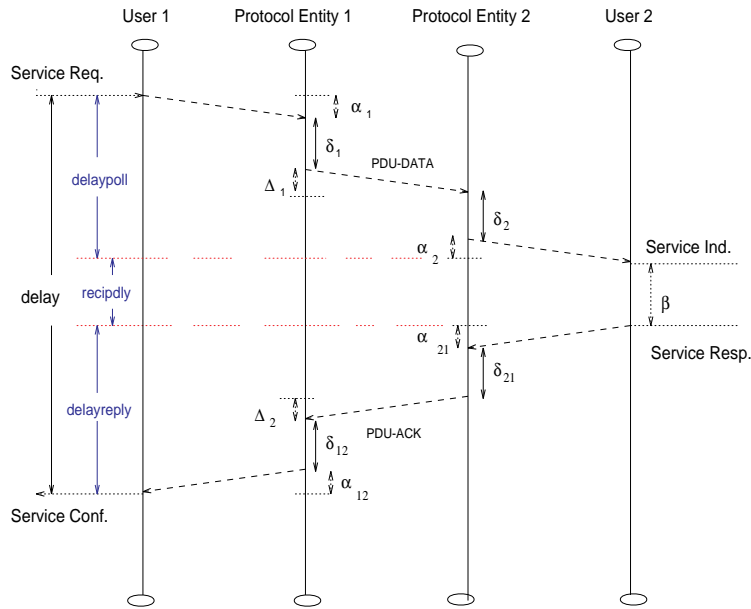 User 1 Protocol Entity 1 Protocol Entity 2 User 2
Service Req.
α 1
δ 1
PDU-DATA
delaypoll
Δ 1
δ 2
α 2
Service Ind.
delay
recipdly
β
α 21
Service Resp.
δ 21
delayreply
Δ 2
PDU-ACK
δ 12
α 12
Service Conf.